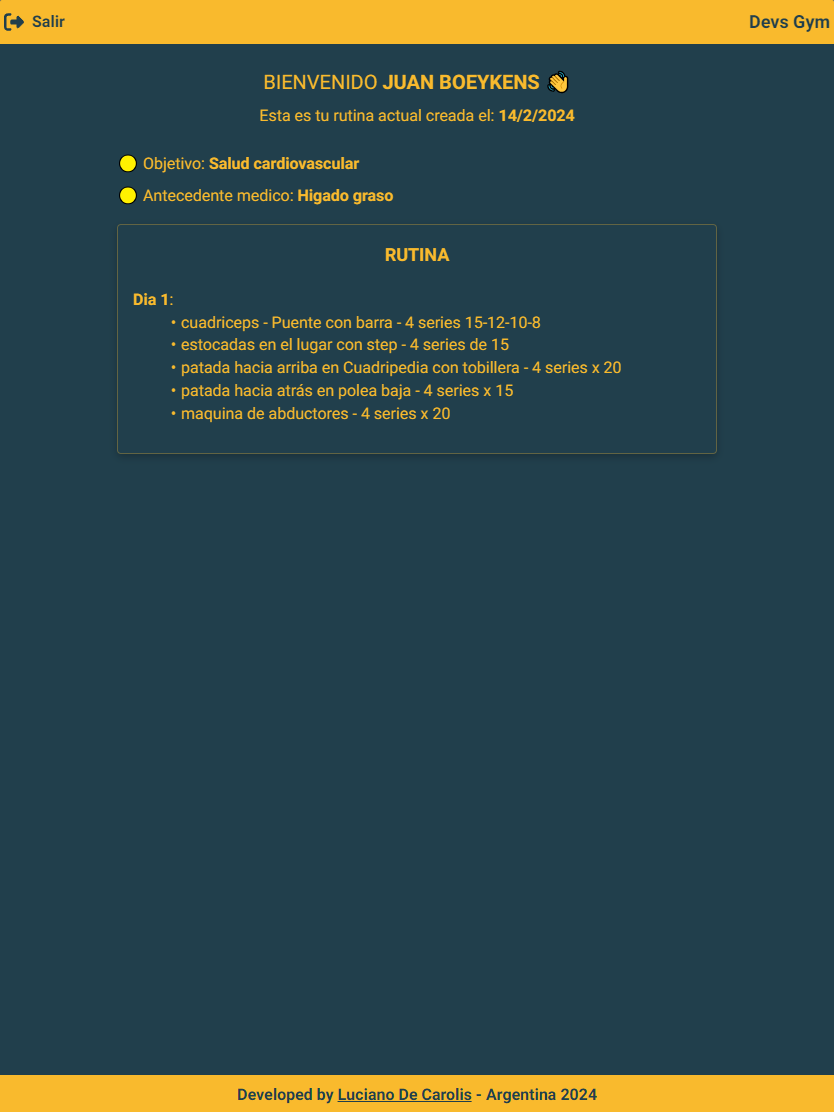 Salir
Devs Gym
BIENVENIDO JUAN BOEYKENS 👋
Esta es tu rutina actual creada el: 14/2/2024
Objetivo: Salud cardiovascular
Antecedente medico: Higado graso
RUTINA
Dia 1:
• cuadriceps - Puente con barra - 4 series 15-12-10-8
• estocadas en el lugar con step - 4 series de 15
• patada hacia arriba en Cuadripedia con tobillera - 4 series x 20
• patada hacia atrás en polea baja - 4 series x 15
• maquina de abductores - 4 series x 20
Developed by Luciano De Carolis - Argentina 2024